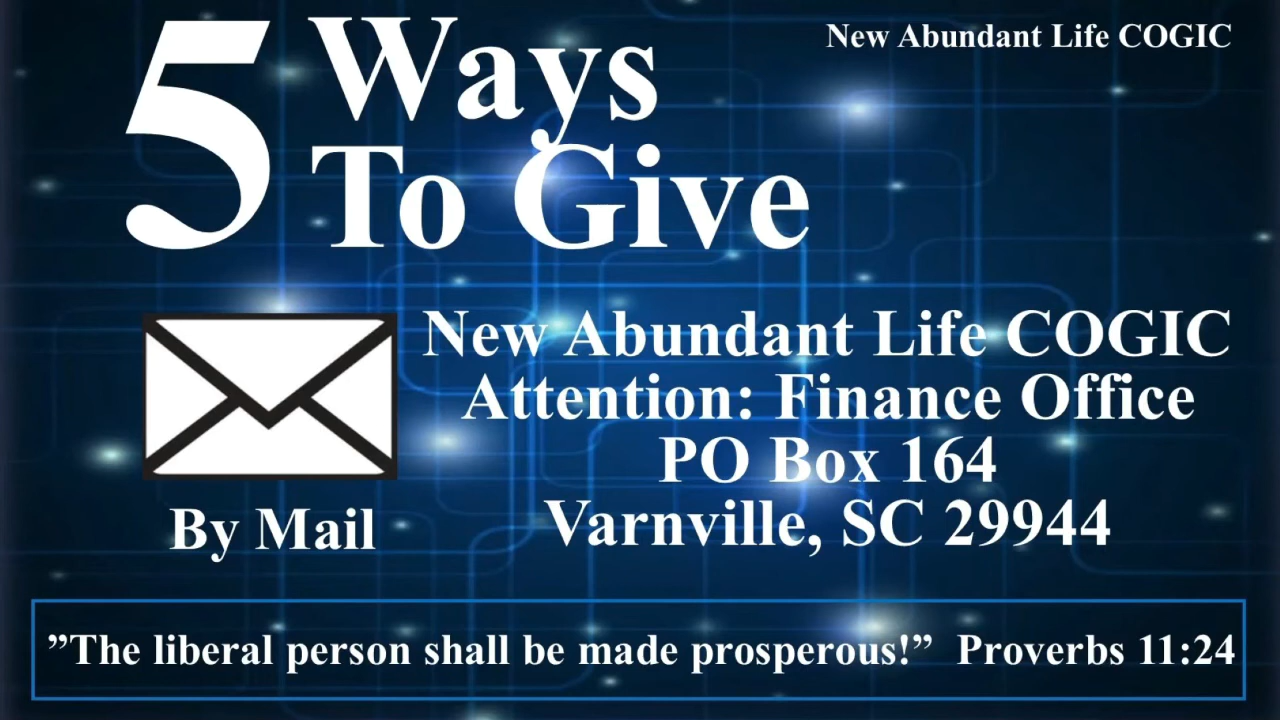 5 Ways
To Give
New Abundant Life COGIC
New Abundant Life COGIC
Attention: Finance Office
PO Box 164
Varnville, SC 29944
By Mail
”The liberal person shall be made prosperous!” Proverbs 11:24